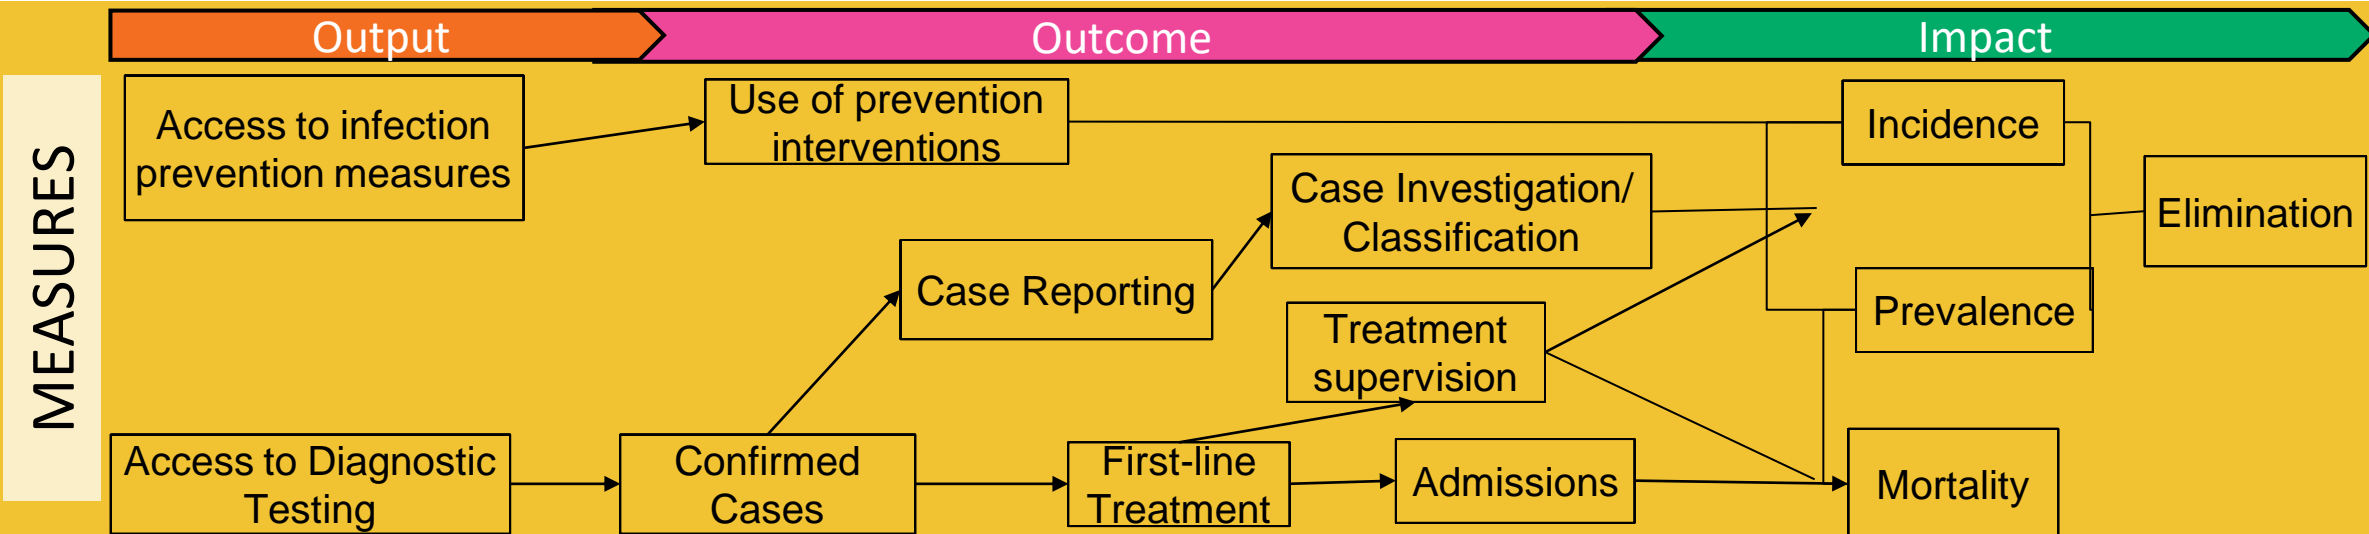 Output
Outcome
Impact
MEASURES
Access to infection
prevention measures
Use of prevention
interventions
Incidence
Case Investigation/
Classification
Elimination
Case Reporting
Prevalence
Treatment
supervision
Access to Diagnostic
Testing
Confirmed
Cases
First-line
Treatment
Admissions
Mortality